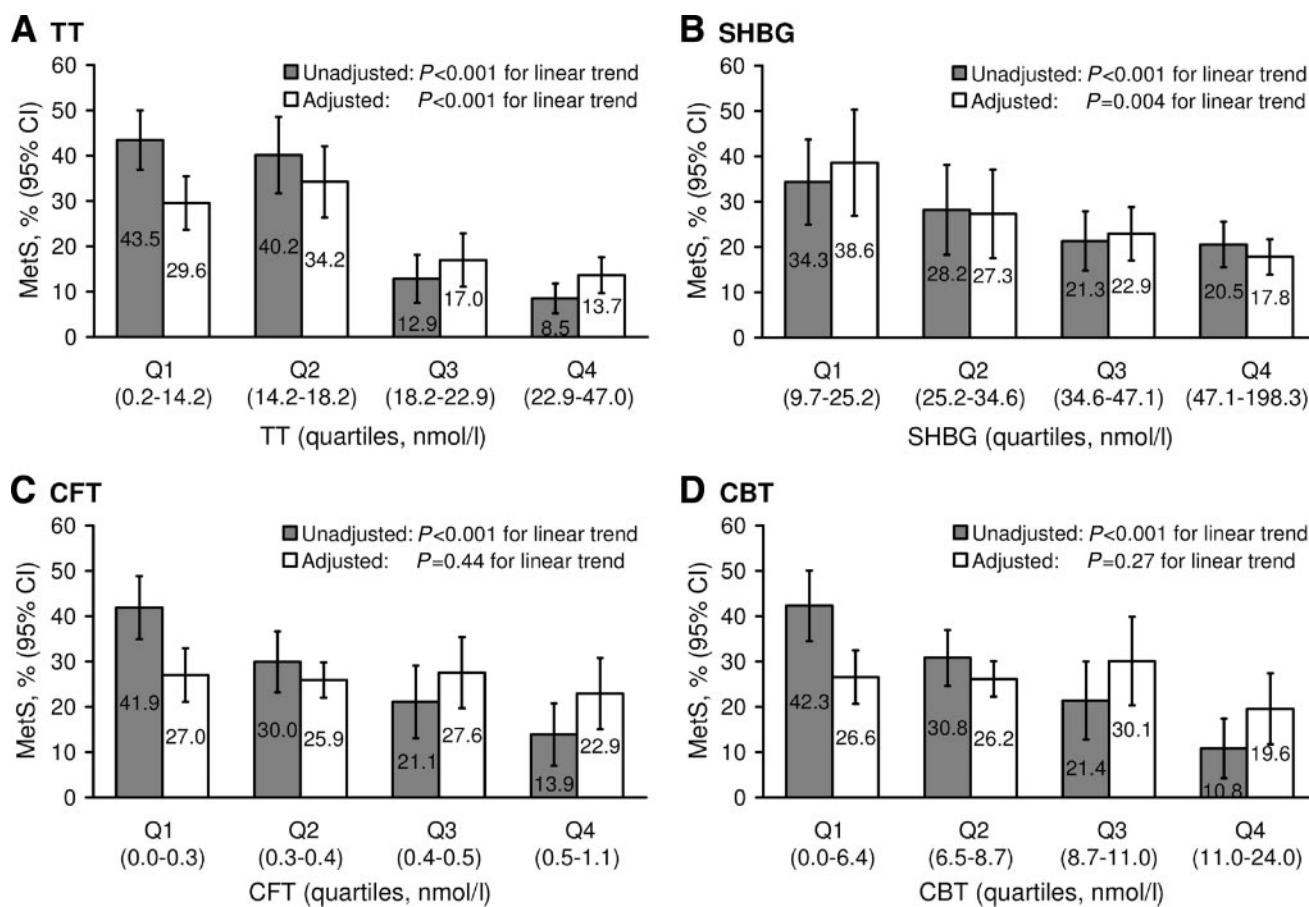 A TT
MetS, % (95% CI)
60
50
40
30
20
10
0
Unadjusted: P<0.001 for linear trend
Adjusted: P<0.001 for linear trend
43.5
29.6
40.2
34.2
12.9
17.0
8.5
13.7
Q1 Q2 Q3 Q4
(0.2-14.2) (14.2-18.2) (18.2-22.9) (22.9-47.0)
TT (quartiles, nmol/l)
B SHBG
MetS, % (95% CI)
60
50
40
30
20
10
0
Unadjusted: P<0.001 for linear trend
Adjusted: P=0.004 for linear trend
34.3
38.6
28.2
27.3
21.3
22.9
20.5
17.8
Q1 Q2 Q3 Q4
(9.7-25.2) (25.2-34.6) (34.6-47.1) (47.1-198.3)
SHBG (quartiles, nmol/l)
C CFT
MetS, % (95% CI)
60
50
40
30
20
10
0
Unadjusted: P<0.001 for linear trend
Adjusted: P=0.44 for linear trend
41.9
27.0
30.0
25.9
21.1
27.6
13.9
22.9
Q1 Q2 Q3 Q4
(0.0-0.3) (0.3-0.4) (0.4-0.5) (0.5-1.1)
CFT (quartiles, nmol/l)
D CBT
MetS, % (95% CI)
60
50
40
30
20
10
0
Unadjusted: P<0.001 for linear trend
Adjusted: P=0.27 for linear trend
42.3
26.6
30.8
26.2
21.4
30.1
10.8
19.6
Q1 Q2 Q3 Q4
(0.0-6.4) (6.5-8.7) (8.7-11.0) (11.0-24.0)
CBT (quartiles, nmol/l)